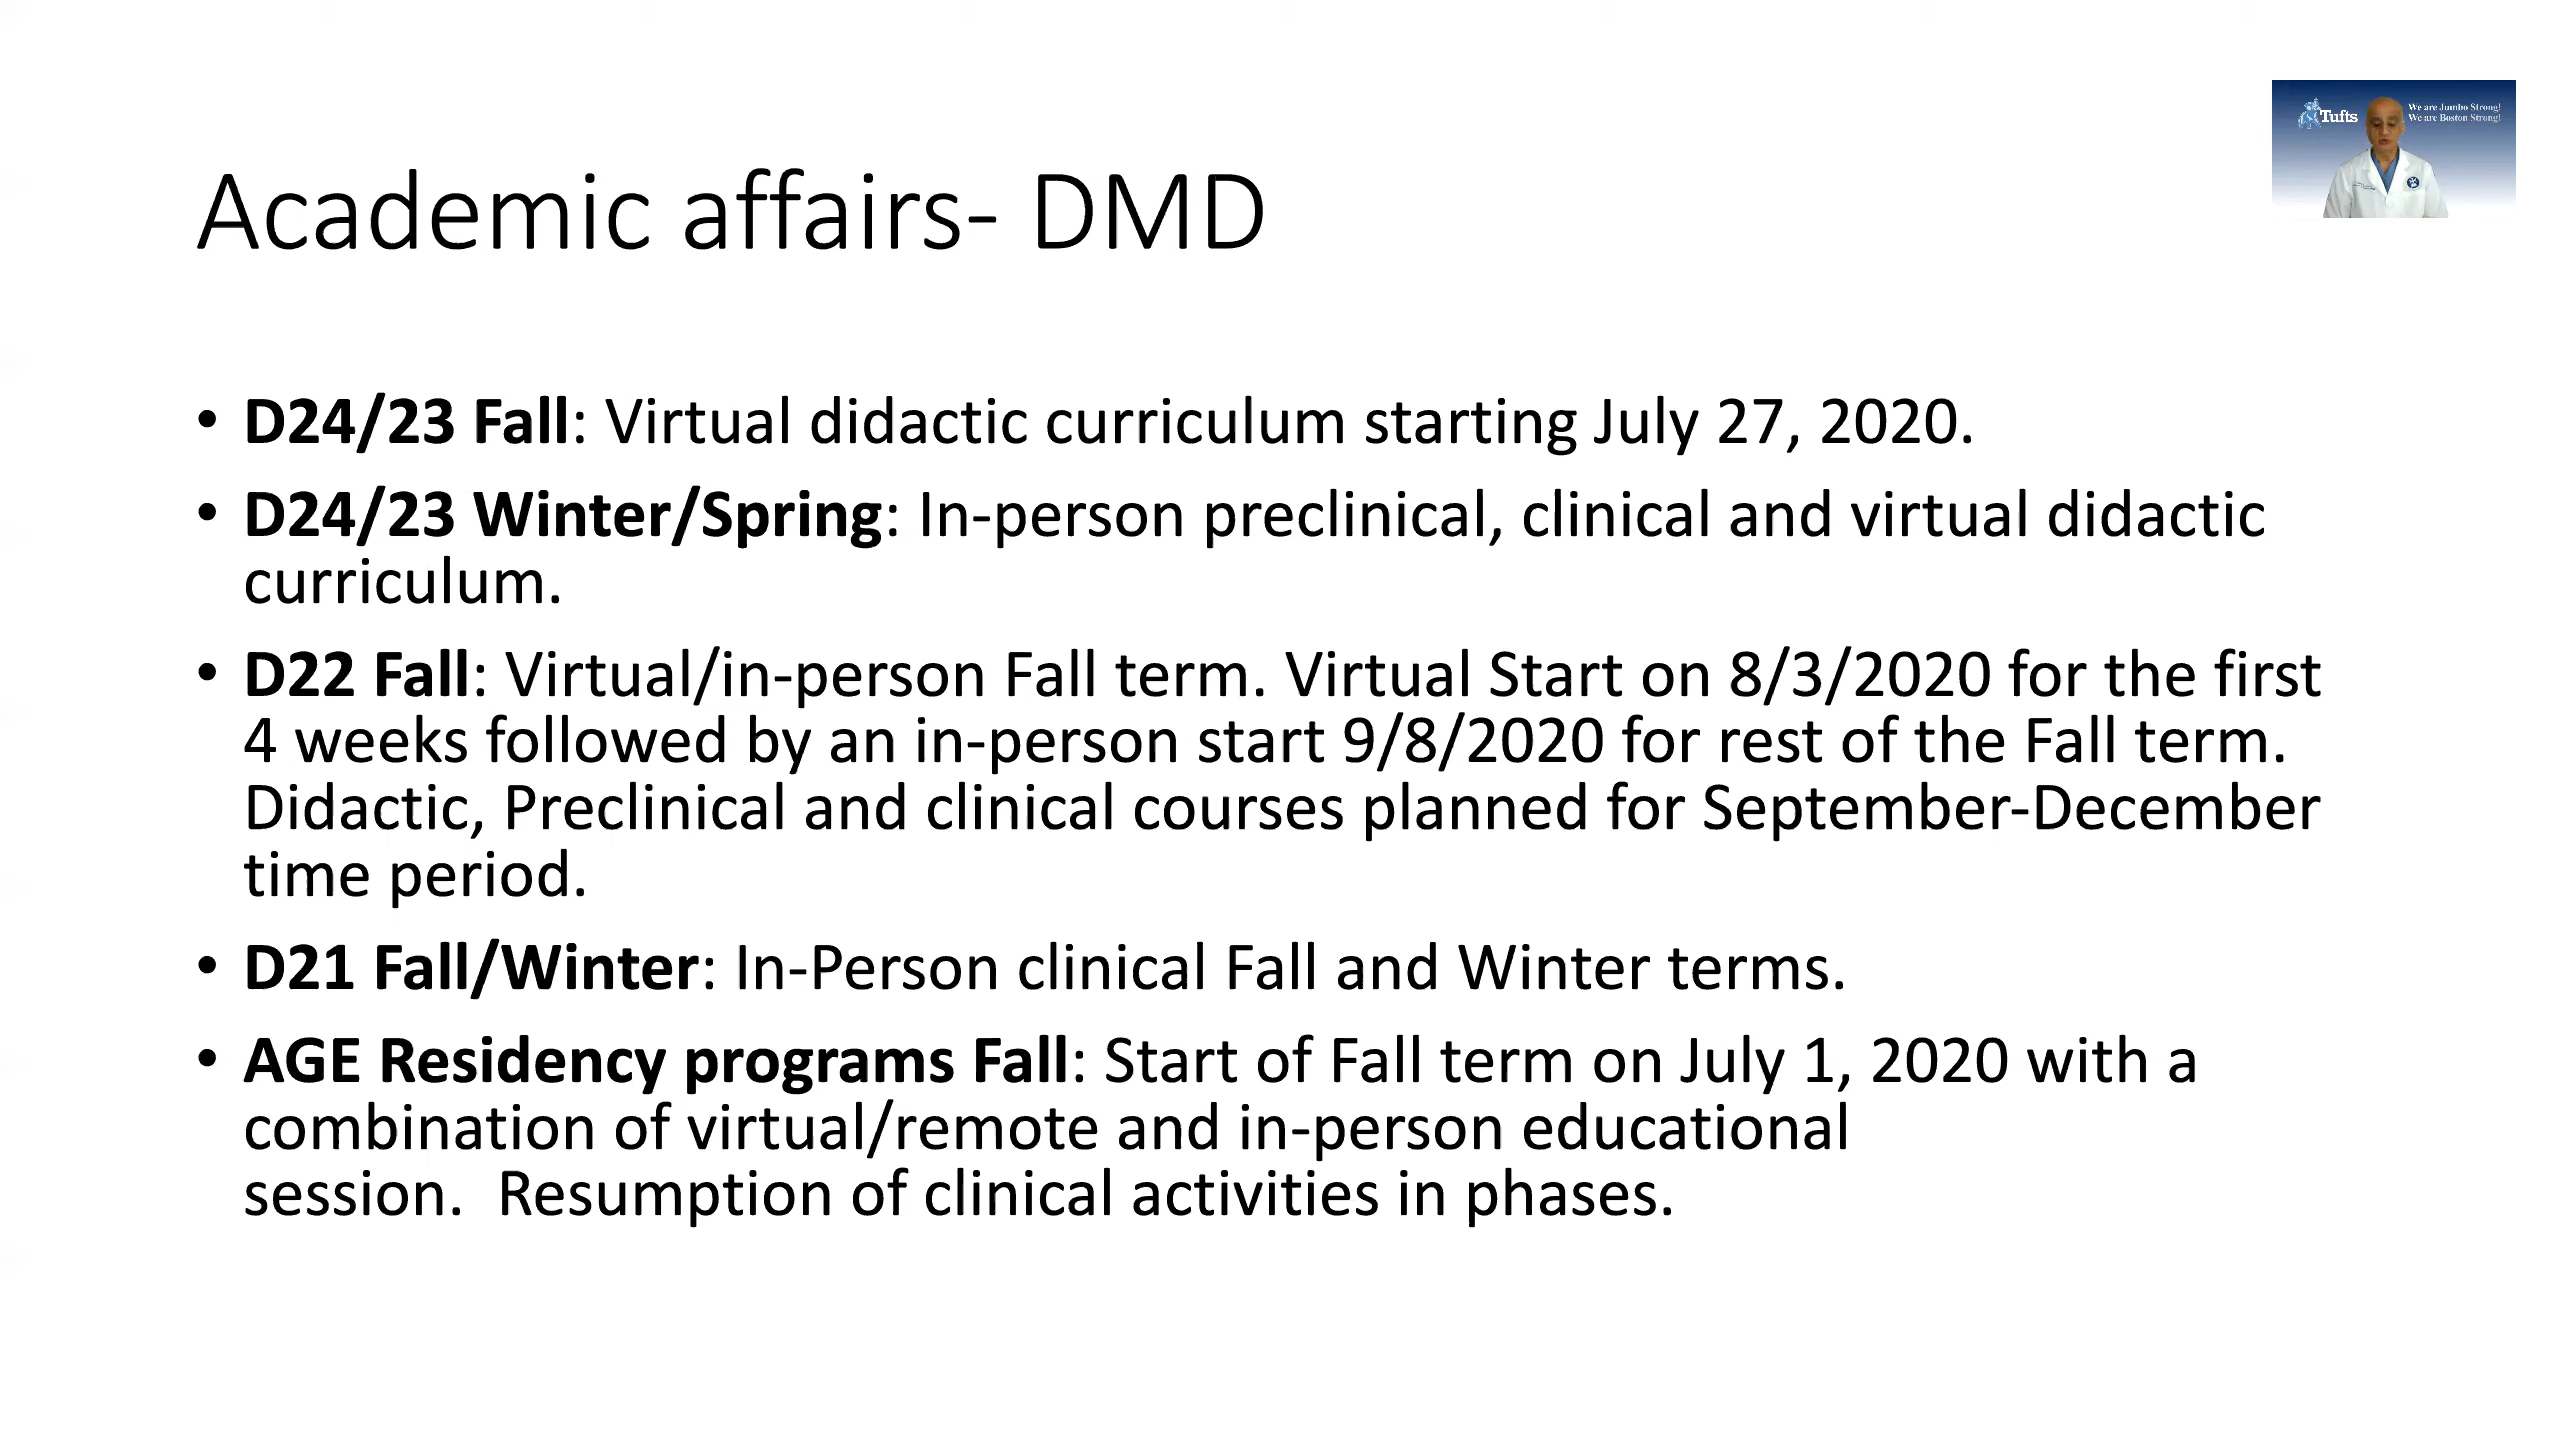 Tufts
We are Jumbo Strong!
We are Boston Strong!
Academic affairs- DMD
• D24/23 Fall: Virtual didactic curriculum starting July 27, 2020.
• D24/23 Winter/Spring: In-person preclinical, clinical and virtual didactic
curriculum.
• D22 Fall: Virtual/in-person Fall term. Virtual Start on 8/3/2020 for the first
4 weeks followed by an in-person start 9/8/2020 for rest of the Fall term.
Didactic, Preclinical and clinical courses planned for September-December
time period.
• D21 Fall/Winter: In-Person clinical Fall and Winter terms.
• AGE Residency programs Fall: Start of Fall term on July 1, 2020 with a
combination of virtual/remote and in-person educational
session.  Resumption of clinical activities in phases.